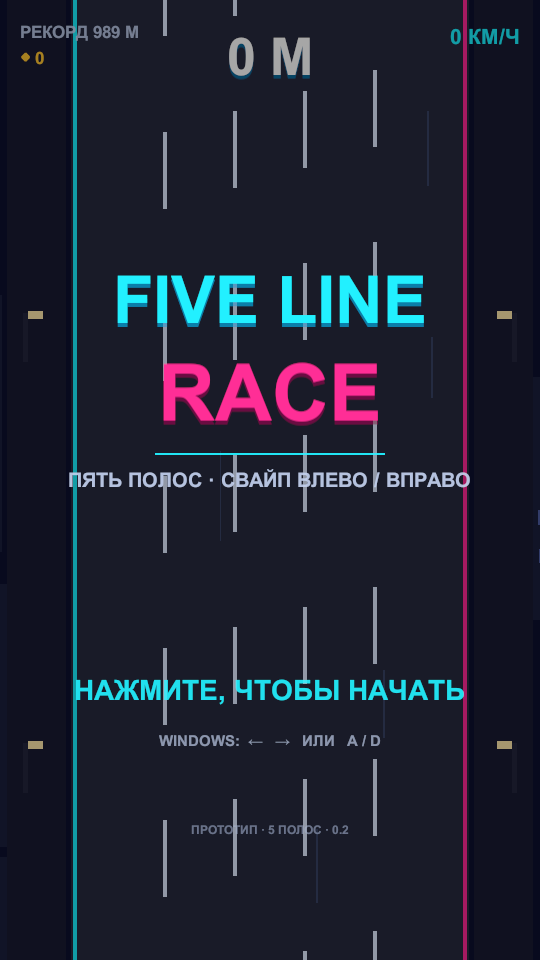 РЕКОРД 989 М
0
0 М
0 КМ/Ч
FIVE LINE
RACE
ПЯТЬ ПОЛОС · СВАЙП ВЛЕВО / ВПРАВО
НАЖМИТЕ, ЧТОБЫ НАЧАТЬ
WINDOWS: ← → ИЛИ A / D
ПРОТОТИП · 5 ПОЛОС · 0.2